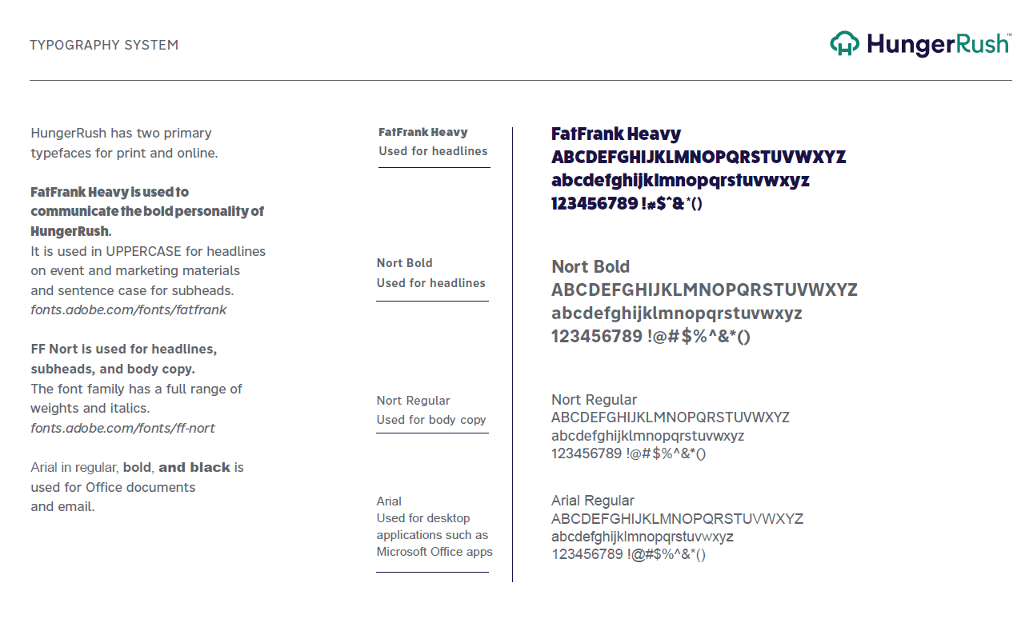 TYPOGRAPHY SYSTEM
HungerRush™
HungerRush has two primary
typefaces for print and online.
FatFrank Heavy is used to
communicate the bold personality of
HungerRush.
It is used in UPPERCASE for headlines
on event and marketing materials
and sentence case for subheads.
fonts.adobe.com/fonts/fatfrank
FF Nort is used for headlines,
subheads, and body copy.
The font family has a full range of
weights and italics.
fonts.adobe.com/fonts/ff-nort
Arial in regular, bold, and black is
used for Office documents
and email.
FatFrank Heavy
Used for headlines
Nort Bold
Used for headlines
Nort Regular
Used for body copy
Arial
Used for desktop
applications such as
Microsoft Office apps
FatFrank Heavy
ABCDEFGHIJKLMNOPQRSTUVWXYZ
abcdefghijklmnopqrstuvwxyz
123456789 !#$^&*()
Nort Bold
ABCDEFGHIJKLMNOPQRSTUVWXYZ
abcdefghijklmnopqrstuvwxyz
123456789 !@#$%^&*()
Nort Regular
ABCDEFGHIJKLMNOPQRSTUVWXYZ
abcdefghijklmnopqrstuvwxyz
123456789 !@#$%^&*()
Arial Regular
ABCDEFGHIJKLMNOPQRSTUVWXYZ
abcdefghijklmnopqrstuvwxyz
123456789 !@#$%^&*()